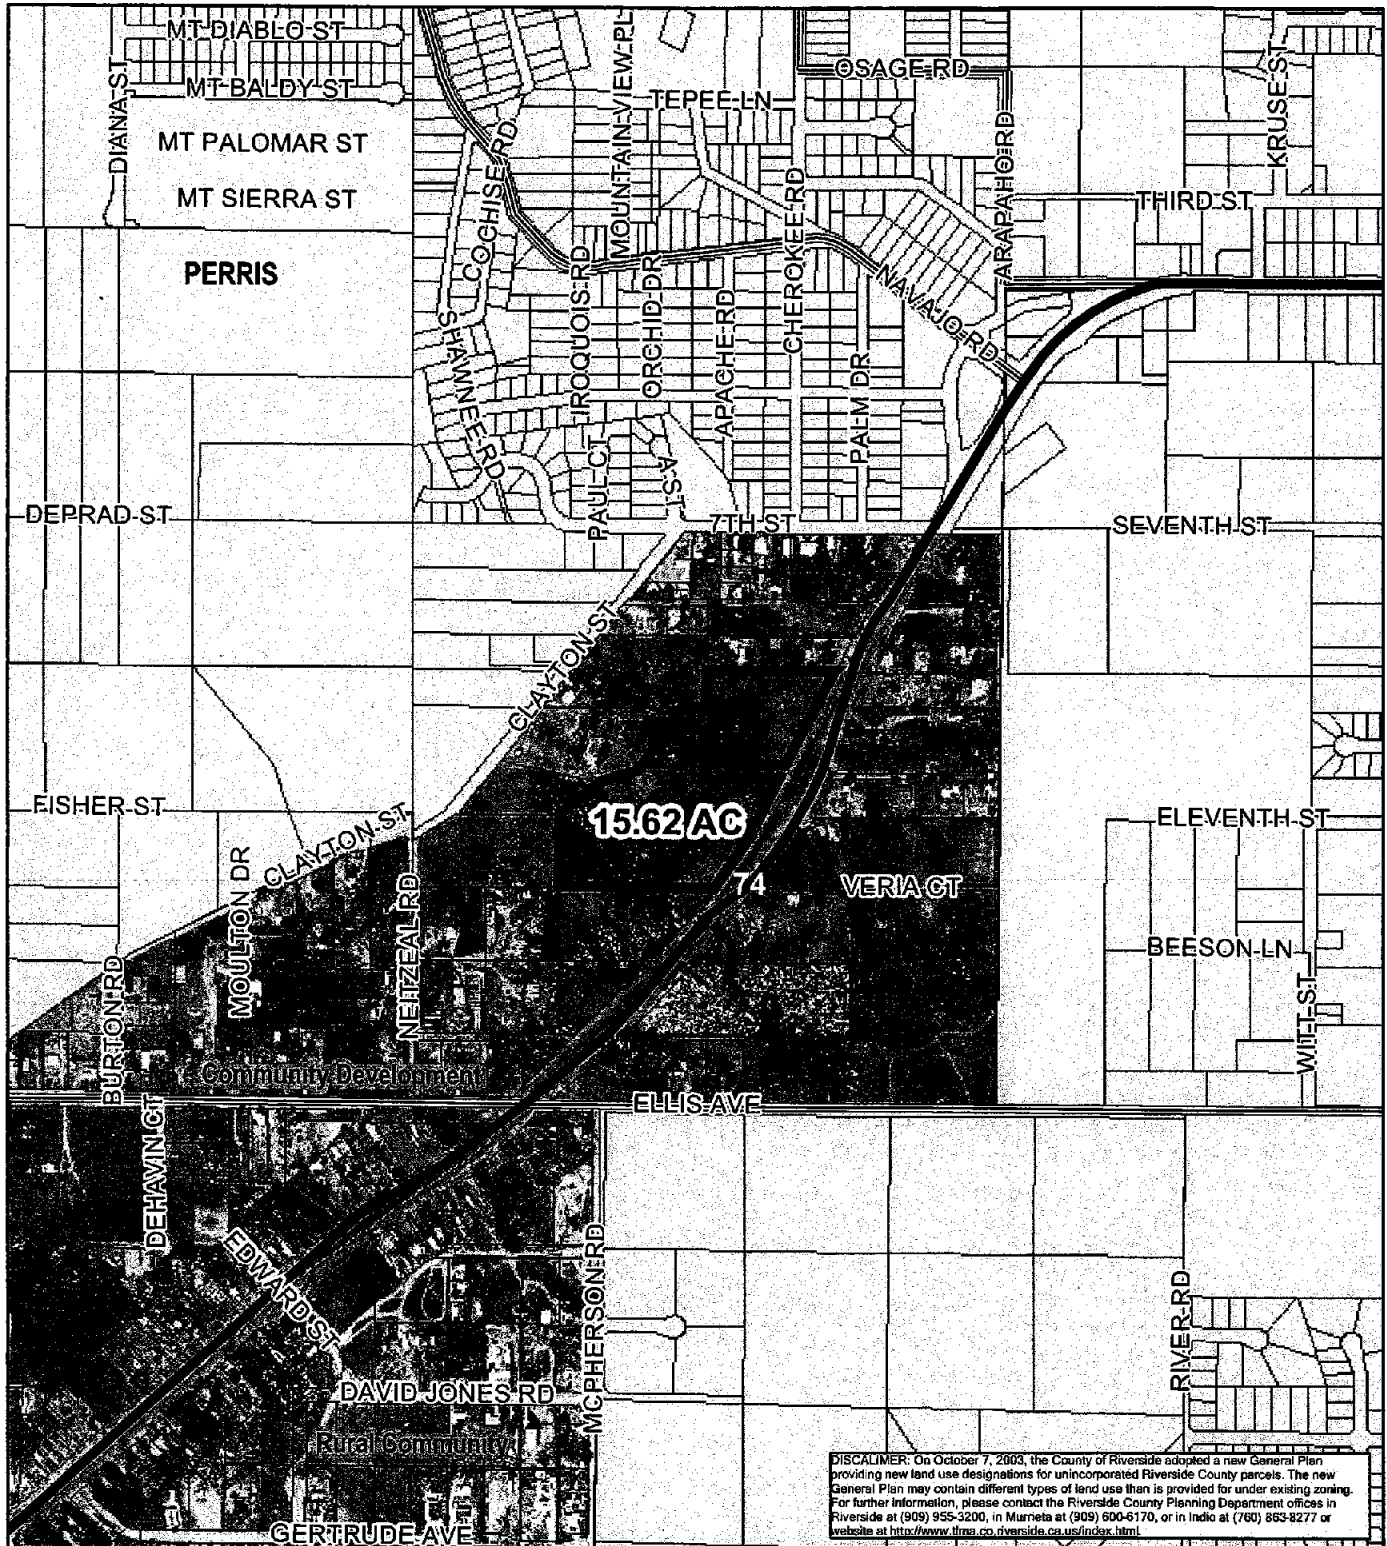 MT DIABLO ST
MT BALDY ST
MT PALOMAR ST
MT SIERRA ST
DIANA ST
PERRIS
COCHISE RD
MOUNTAIN VIEW PL
TEPEE LN
OSAGE RD
CHEROKEE RD
ARAPAHO RD
KRUSE ST
THIRD ST
NAVAJO RD
SHAWNEE RD
IROQUOIS RD
ORCHID DR
APACHE RD
PALM DR
PAUL CT
A ST
DEPRAD ST
7TH ST
SEVENTH ST
CLAYTON ST
FISHER ST
CLAYTON ST
15.62 AC
74
VERIA CT
ELEVENTH ST
BEESON LN
WITT ST
MOULTON DR
NEITZEAL RD
BURTON RD
Community Development
ELLIS AVE
DEHAVIN CT
EDWARD ST
MCPHERSON RD
RIVER RD
DAVID JONES RD
Rural Community
GERTRUDE AVE
DISCALIMER: On October 7, 2003, the County of Riverside adopted a new General Plan
providing new land use designations for unincorporated Riverside County parcels. The new
General Plan may contain different types of land use than is provided for under existing zoning.
For further information, please contact the Riverside County Planning Department offices in
Riverside at (909) 955-3200, in Murrieta at (909) 600-6170, or in Indio at (760) 863-8277 or
website at http://www.tlma.co.riverside.ca.us/index.html